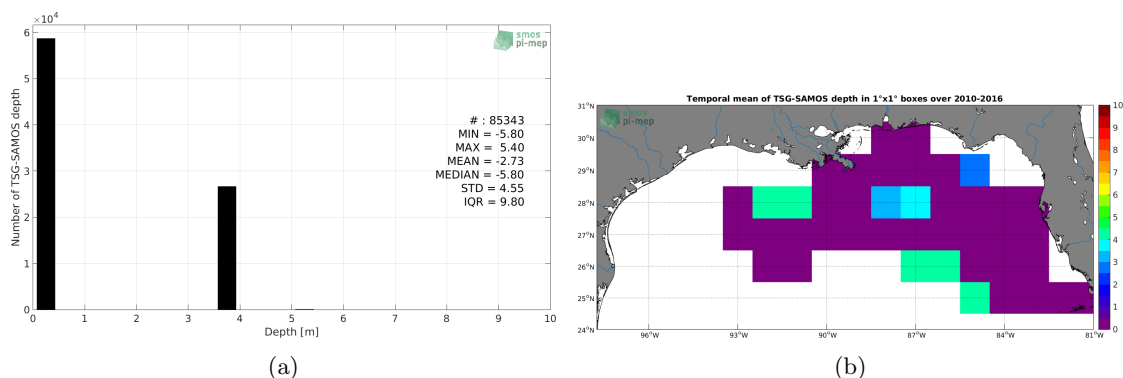 ×10⁴
6
5
4
3
2
1
0
Number of TSG-SAMOS depth
smos
pi-mep
# : 85343
MIN = -5.80
MAX = 5.40
MEAN = -2.73
MEDIAN = -5.80
STD = 4.55
IQR = 9.80
0 1 2 3 4 5 6 7 8 9 10
Depth [m]
(a)
Temporal mean of TSG-SAMOS depth in 1°x1° boxes over 2010-2016
smos
pi-mep
31°N
30°N
29°N
28°N
27°N
26°N
25°N
24°N
96°W 93°W 90°W 87°W 84°W 81°W
10
9
8
7
6
5
4
3
2
1
0
(b)